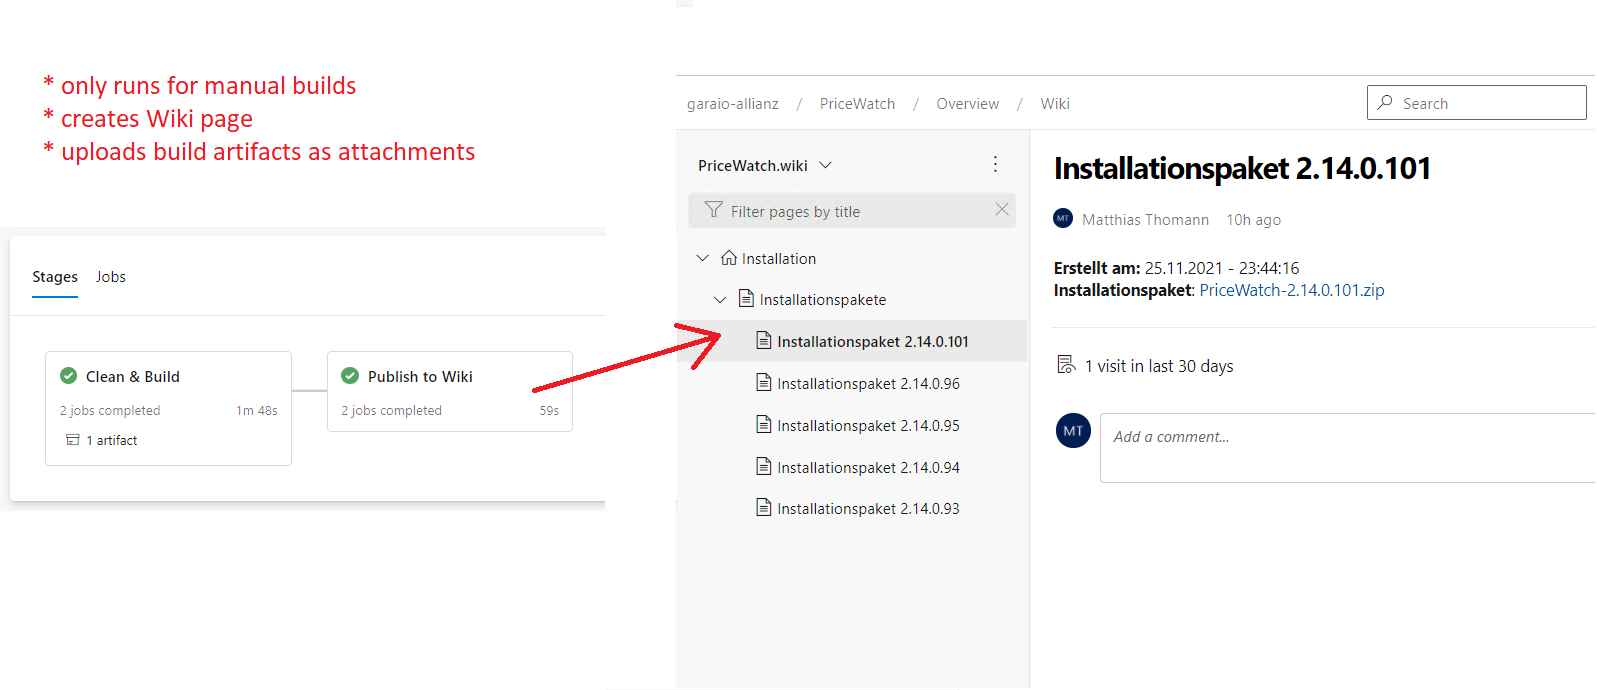 * only runs for manual builds
* creates Wiki page
* uploads build artifacts as attachments
Stages Jobs
Clean & Build
2 jobs completed 1m 48s
1 artifact
Publish to Wiki
2 jobs completed 59s
garaio-allianz / PriceWatch / Overview / Wiki
Search
PriceWatch.wiki
Filter pages by title
Installation
Installationspakete
Installationspaket 2.14.0.101
Installationspaket 2.14.0.96
Installationspaket 2.14.0.95
Installationspaket 2.14.0.94
Installationspaket 2.14.0.93
Installationspaket 2.14.0.101
MT Matthias Thomann 10h ago
Erstellt am: 25.11.2021 - 23:44:16
Installationspaket: PriceWatch-2.14.0.101.zip
1 visit in last 30 days
MT
Add a comment...